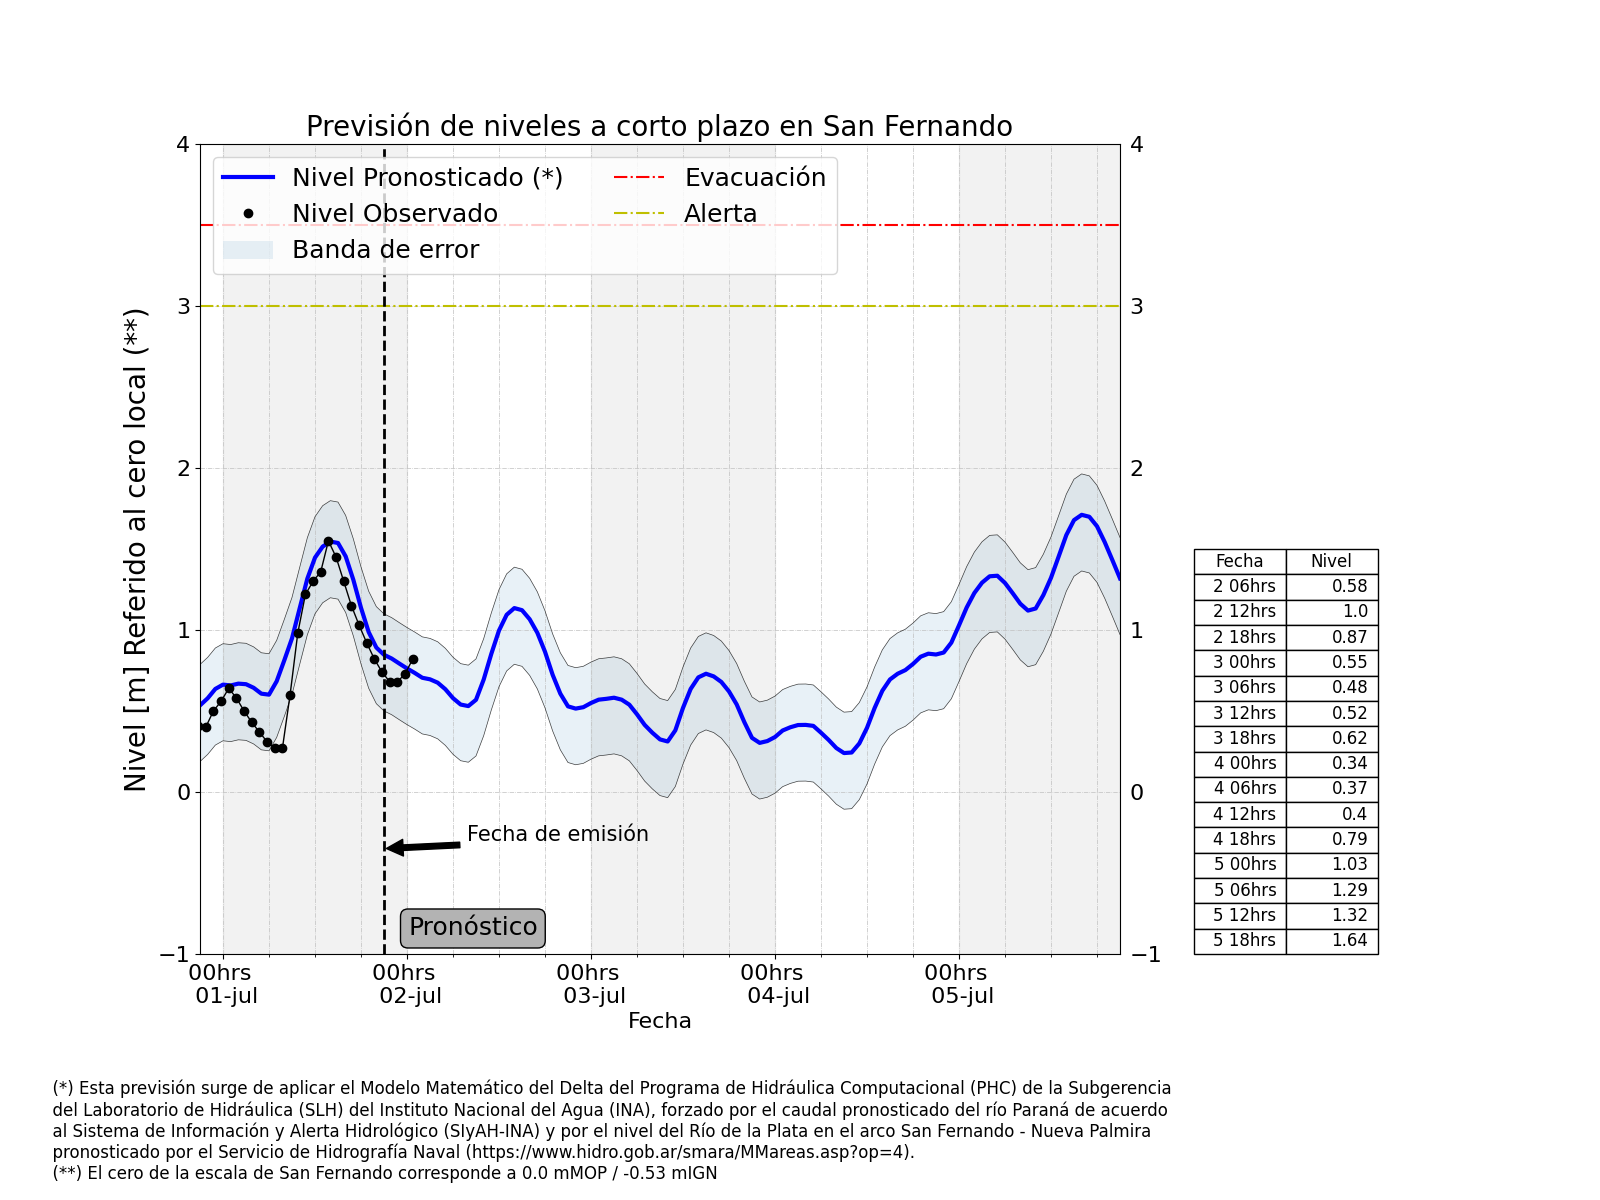 Previsión de niveles a corto plazo en San Fernando
Nivel Pronosticado (*)
Nivel Observado
Banda de error
Evacuación
Alerta
Nivel [m] Referido al cero local (**)
4
3
2
1
0
−1
4
3
2
1
0
−1
Fecha de emisión
Pronóstico
00hrs 00hrs 00hrs 00hrs 00hrs
01-jul 02-jul 03-jul 04-jul 05-jul
Fecha
Fecha Nivel
2 06hrs 0.58
2 12hrs 1.0
2 18hrs 0.87
3 00hrs 0.55
3 06hrs 0.48
3 12hrs 0.52
3 18hrs 0.62
4 00hrs 0.34
4 06hrs 0.37
4 12hrs 0.4
4 18hrs 0.79
5 00hrs 1.03
5 06hrs 1.29
5 12hrs 1.32
5 18hrs 1.64
(*) Esta previsión surge de aplicar el Modelo Matemático del Delta del Programa de Hidráulica Computacional (PHC) de la Subgerencia
del Laboratorio de Hidráulica (SLH) del Instituto Nacional del Agua (INA), forzado por el caudal pronosticado del río Paraná de acuerdo
al Sistema de Información y Alerta Hidrológico (SIyAH-INA) y por el nivel del Río de la Plata en el arco San Fernando - Nueva Palmira
pronosticado por el Servicio de Hidrografía Naval (https://www.hidro.gob.ar/smara/MMareas.asp?op=4).
(**) El cero de la escala de San Fernando corresponde a 0.0 mMOP / -0.53 mIGN